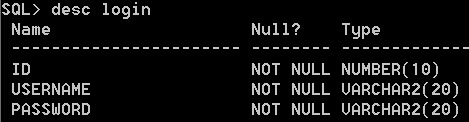 SQL> desc login
Name Null? Type
----------------------- -------- ----------------
ID NOT NULL NUMBER(10)
USERNAME NOT NULL VARCHAR2(20)
PASSWORD NOT NULL VARCHAR2(20)